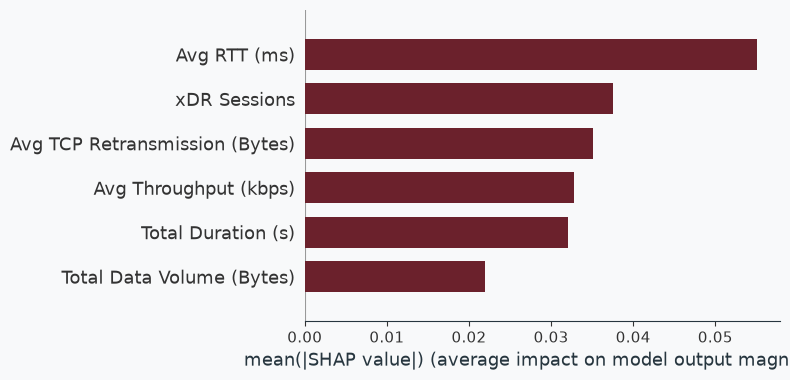 Avg RTT (ms)
xDR Sessions
Avg TCP Retransmission (Bytes)
Avg Throughput (kbps)
Total Duration (s)
Total Data Volume (Bytes)
0.00 0.01 0.02 0.03 0.04 0.05
mean(|SHAP value|) (average impact on model output magn